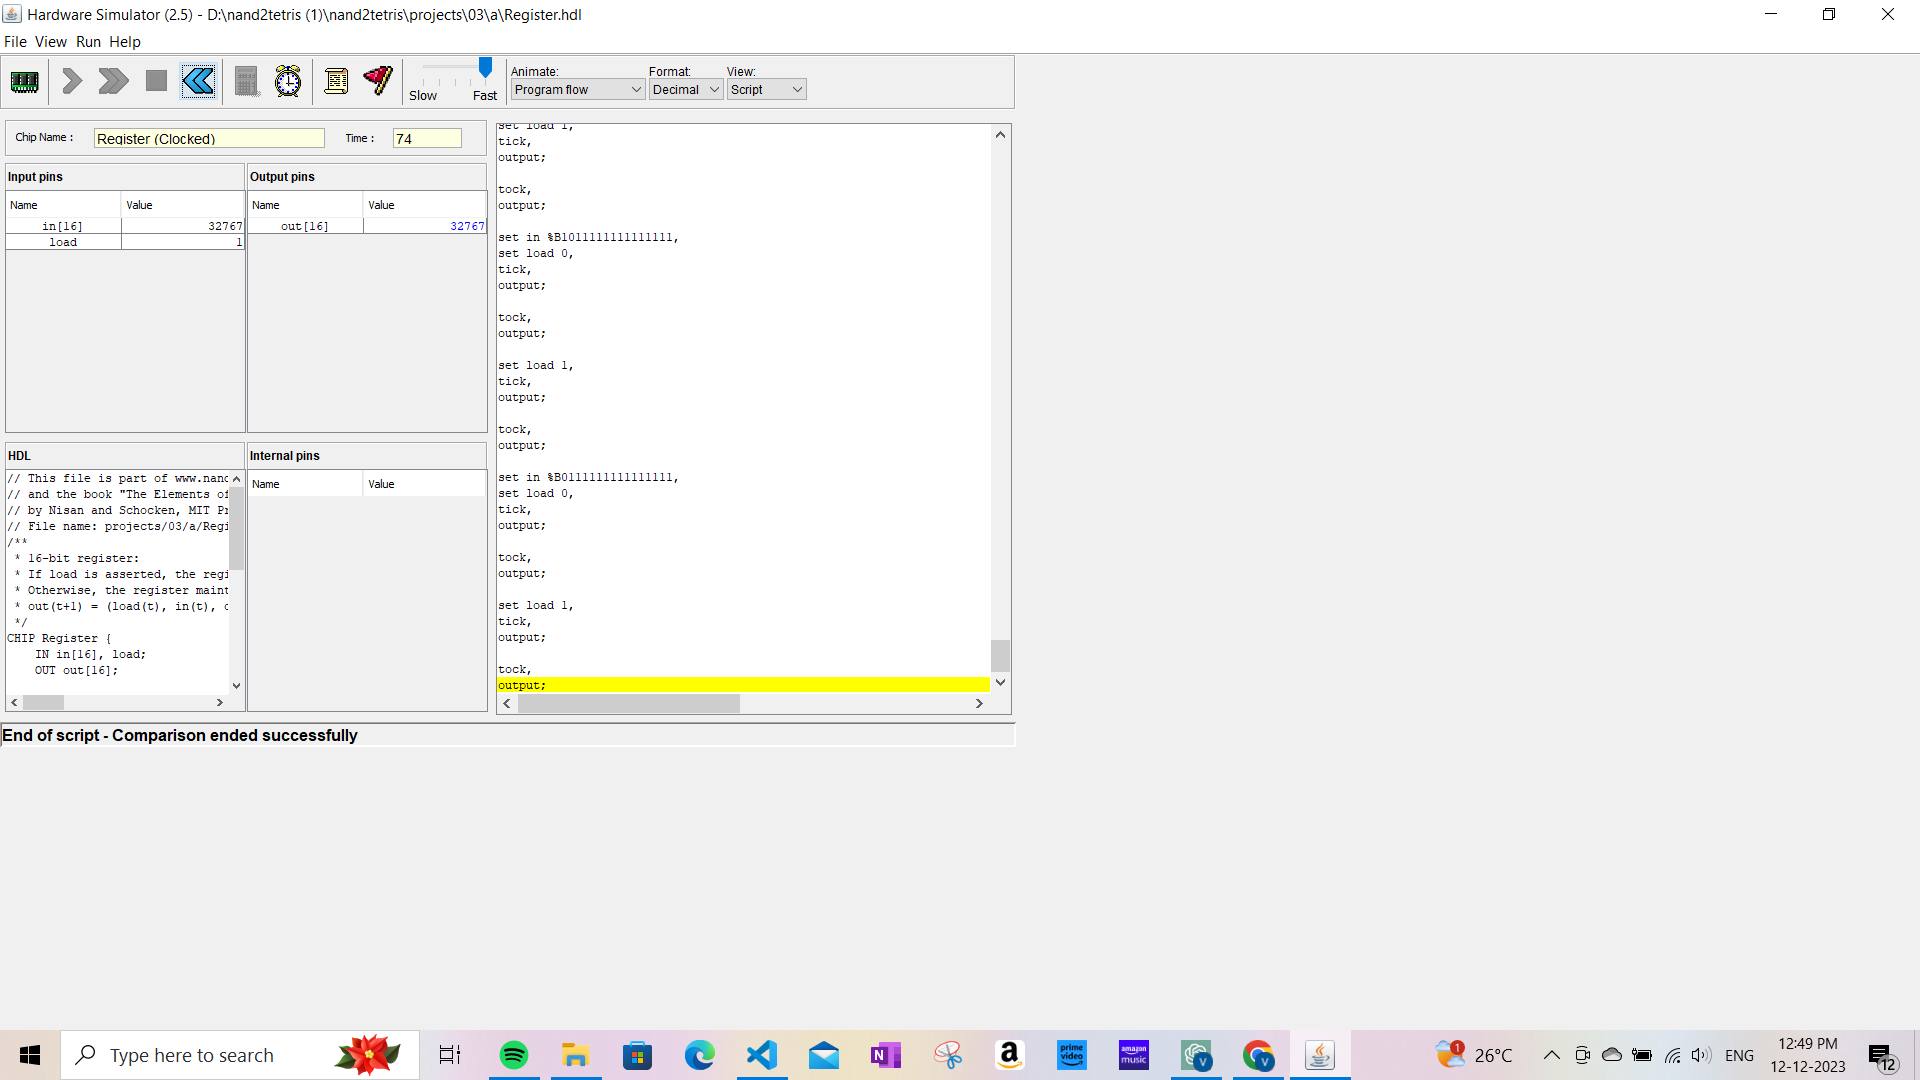 Hardware Simulator (2.5) - D:\nand2tetris (1)\nand2tetris\projects\03\a\Register.hdl
File View Run Help
Slow Fast
Animate: Format: View:
Program flow Decimal Script
Chip Name : Register (Clocked) Time : 74
Input pins
Name Value
in[16] 32767
load 1
Output pins
Name Value
out[16] 32767
HDL
// This file is part of www.nand
// and the book "The Elements of
// by Nisan and Schocken, MIT Pr
// File name: projects/03/a/Regi
/**
* 16-bit register:
* If load is asserted, the regi
* Otherwise, the register maint
* out(t+1) = (load(t), in(t), o
*/
CHIP Register {
IN in[16], load;
OUT out[16];
Internal pins
Name Value
set load 1,
tick,
output;
tock,
output;
set in %B1011111111111111,
set load 0,
tick,
output;
tock,
output;
set load 1,
tick,
output;
tock,
output;
set in %B0111111111111111,
set load 0,
tick,
output;
tock,
output;
set load 1,
tick,
output;
tock,
output;
End of script - Comparison ended successfully
Type here to search
N
a
prime video
amazon music
V
V
1
26°C
ENG
12:49 PM
12-12-2023
12